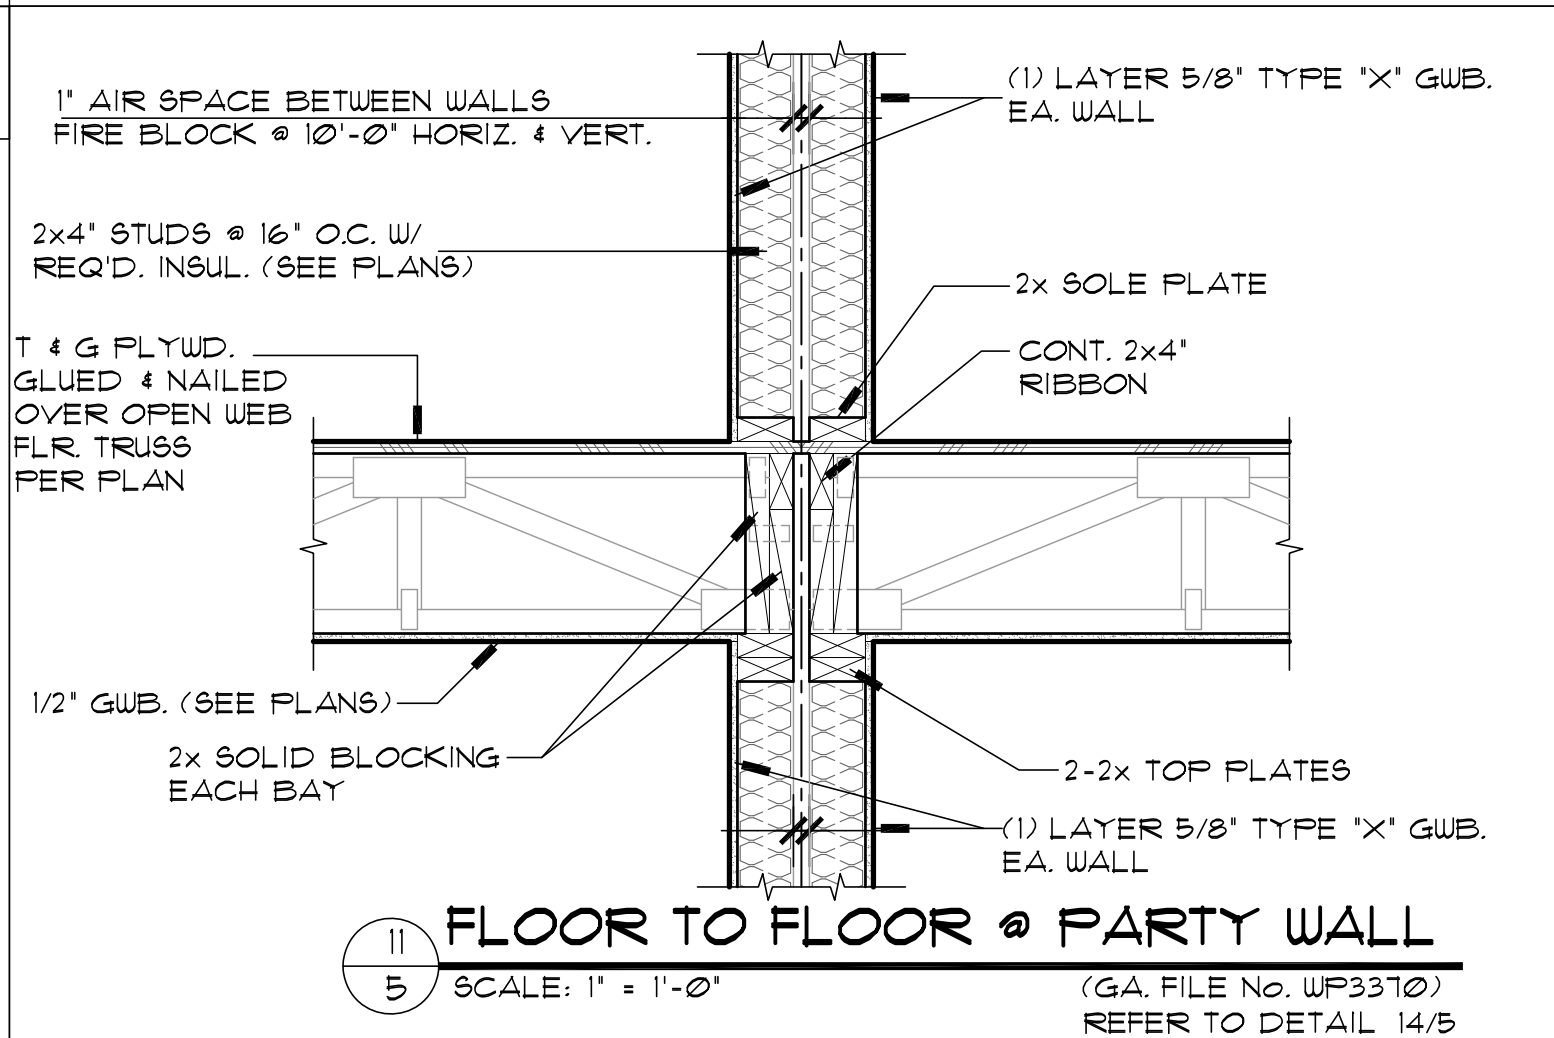 1" AIR SPACE BETWEEN WALLS
FIRE BLOCK @ 10'-0" HORIZ. & VERT.
(1) LAYER 5/8" TYPE "X" GWB.
EA. WALL
2x4" STUDS @ 16" O.C. W/
REQ'D. INSUL. (SEE PLANS)
2x SOLE PLATE
T & G PLYWD.
GLUED & NAILED
OVER OPEN WEB
FLR. TRUSS
PER PLAN
CONT. 2x4"
RIBBON
1/2" GWB. (SEE PLANS)
2x SOLID BLOCKING
EACH BAY
2-2x TOP PLATES
(1) LAYER 5/8" TYPE "X" GWB.
EA. WALL
11
5
FLOOR TO FLOOR @ PARTY WALL
SCALE: 1" = 1'-0"
(GA. FILE No. WP3370)
REFER TO DETAIL 14/5